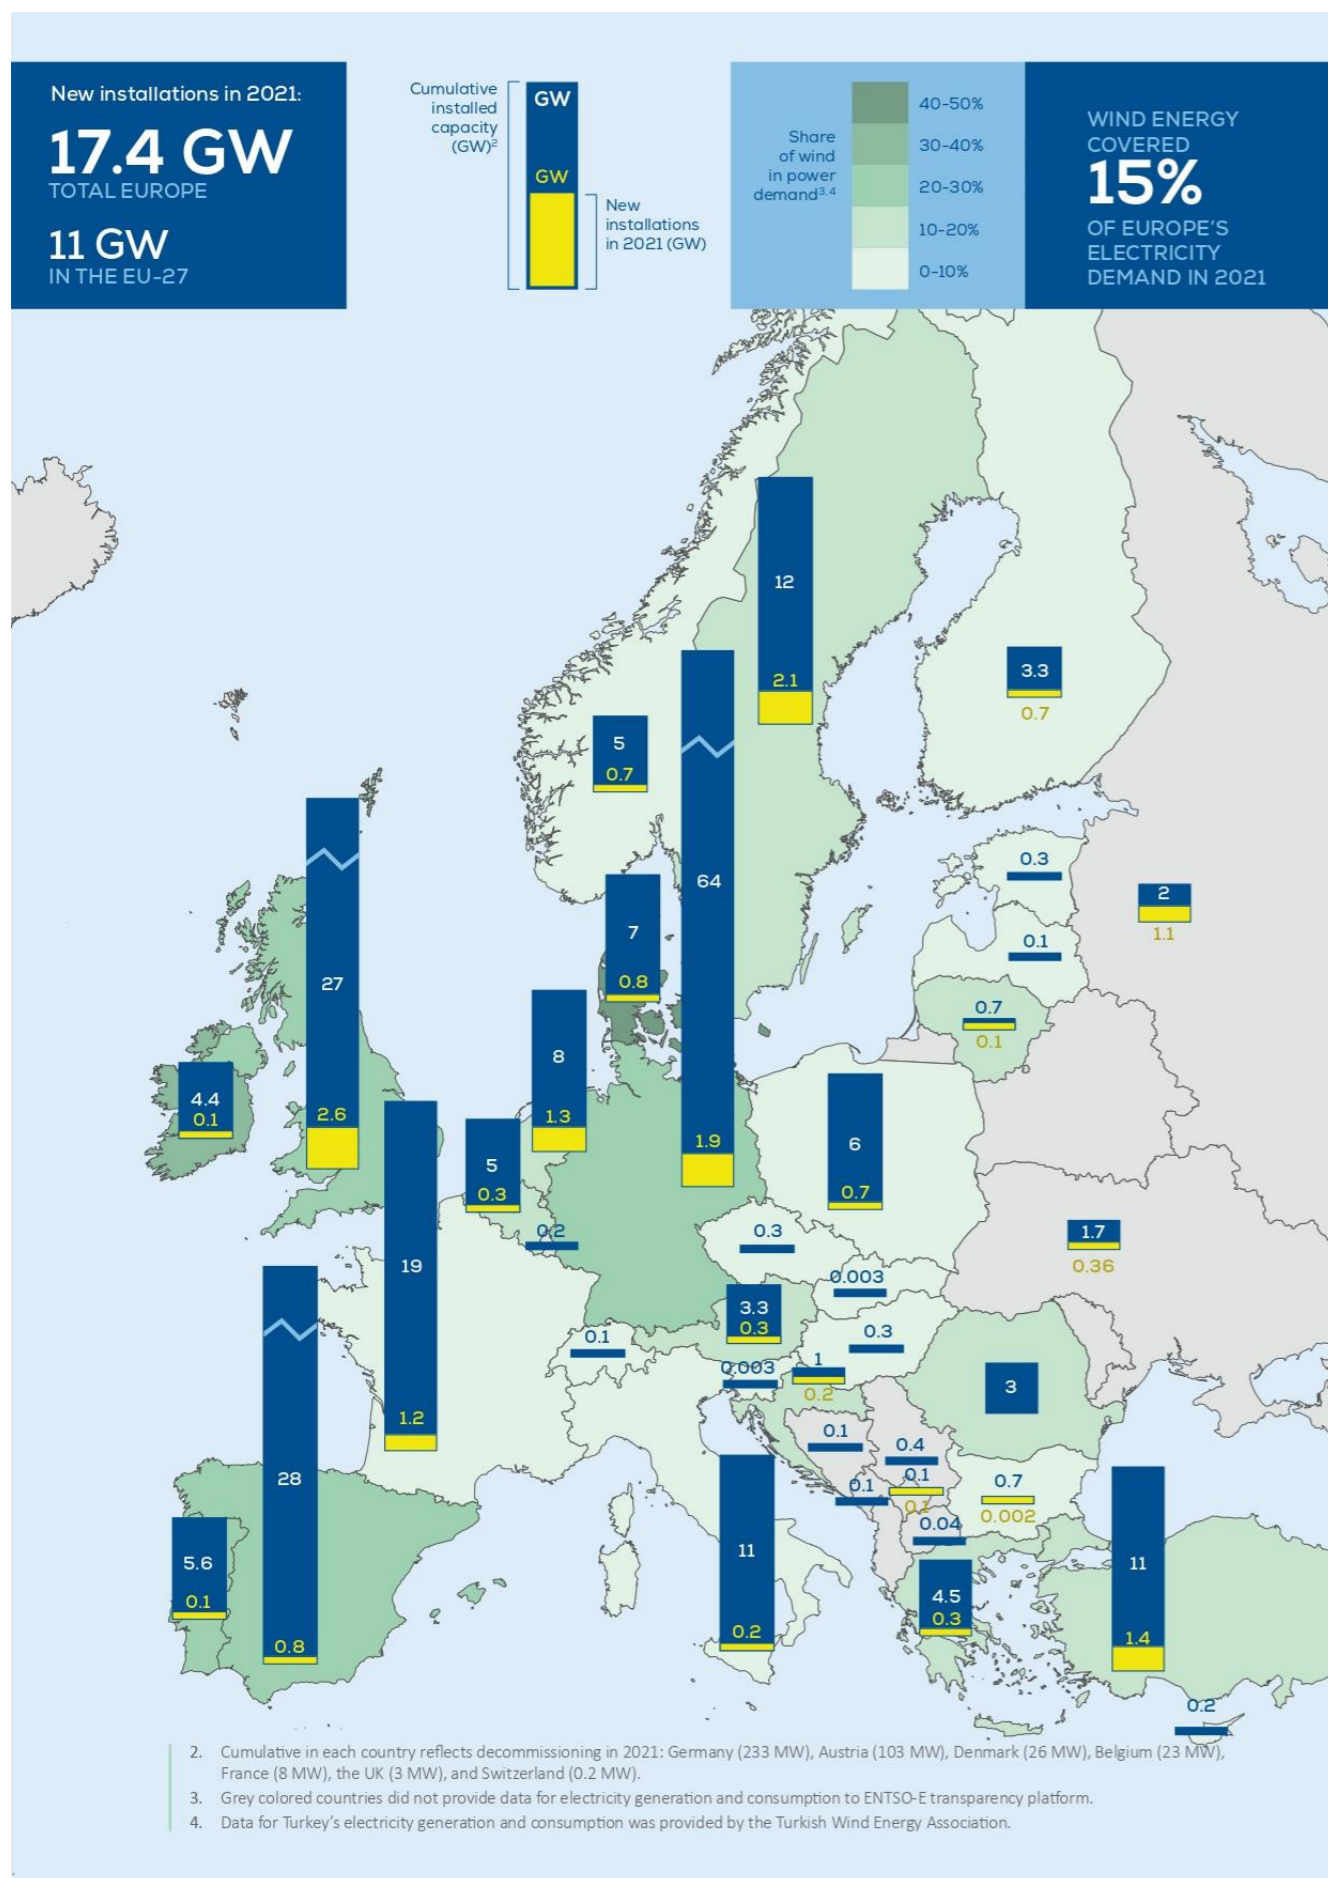 New installations in 2021:
17.4 GW
TOTAL EUROPE
11 GW
IN THE EU-27
Cumulative
installed
capacity
(GW)²
GW
GW
New
installations
in 2021 (GW)
Share
of wind
in power
demand³·⁴
40-50%
30-40%
20-30%
10-20%
0-10%
WIND ENERGY
COVERED
15%
OF EUROPE'S
ELECTRICITY
DEMAND IN 2021
12
2.1
3.3
0.7
5
0.7
64
1.9
27
2.6
7
0.8
0.3
2
1.1
0.1
0.7
0.1
8
1.3
4.4
0.1
5
0.3
6
0.7
19
1.2
0.2
0.3
1.7
0.36
0.003
3.3
0.3
0.1
0.3
0.003
1
0.2
3
28
0.8
0.1
0.4
0.1
0.1
0.1
0.7
0.002
0.04
5.6
0.1
11
0.2
4.5
0.3
11
1.4
0.2
2. Cumulative in each country reflects decommissioning in 2021: Germany (233 MW), Austria (103 MW), Denmark (26 MW), Belgium (23 MW),
France (8 MW), the UK (3 MW), and Switzerland (0.2 MW).
3. Grey colored countries did not provide data for electricity generation and consumption to ENTSO-E transparency platform.
4. Data for Turkey's electricity generation and consumption was provided by the Turkish Wind Energy Association.